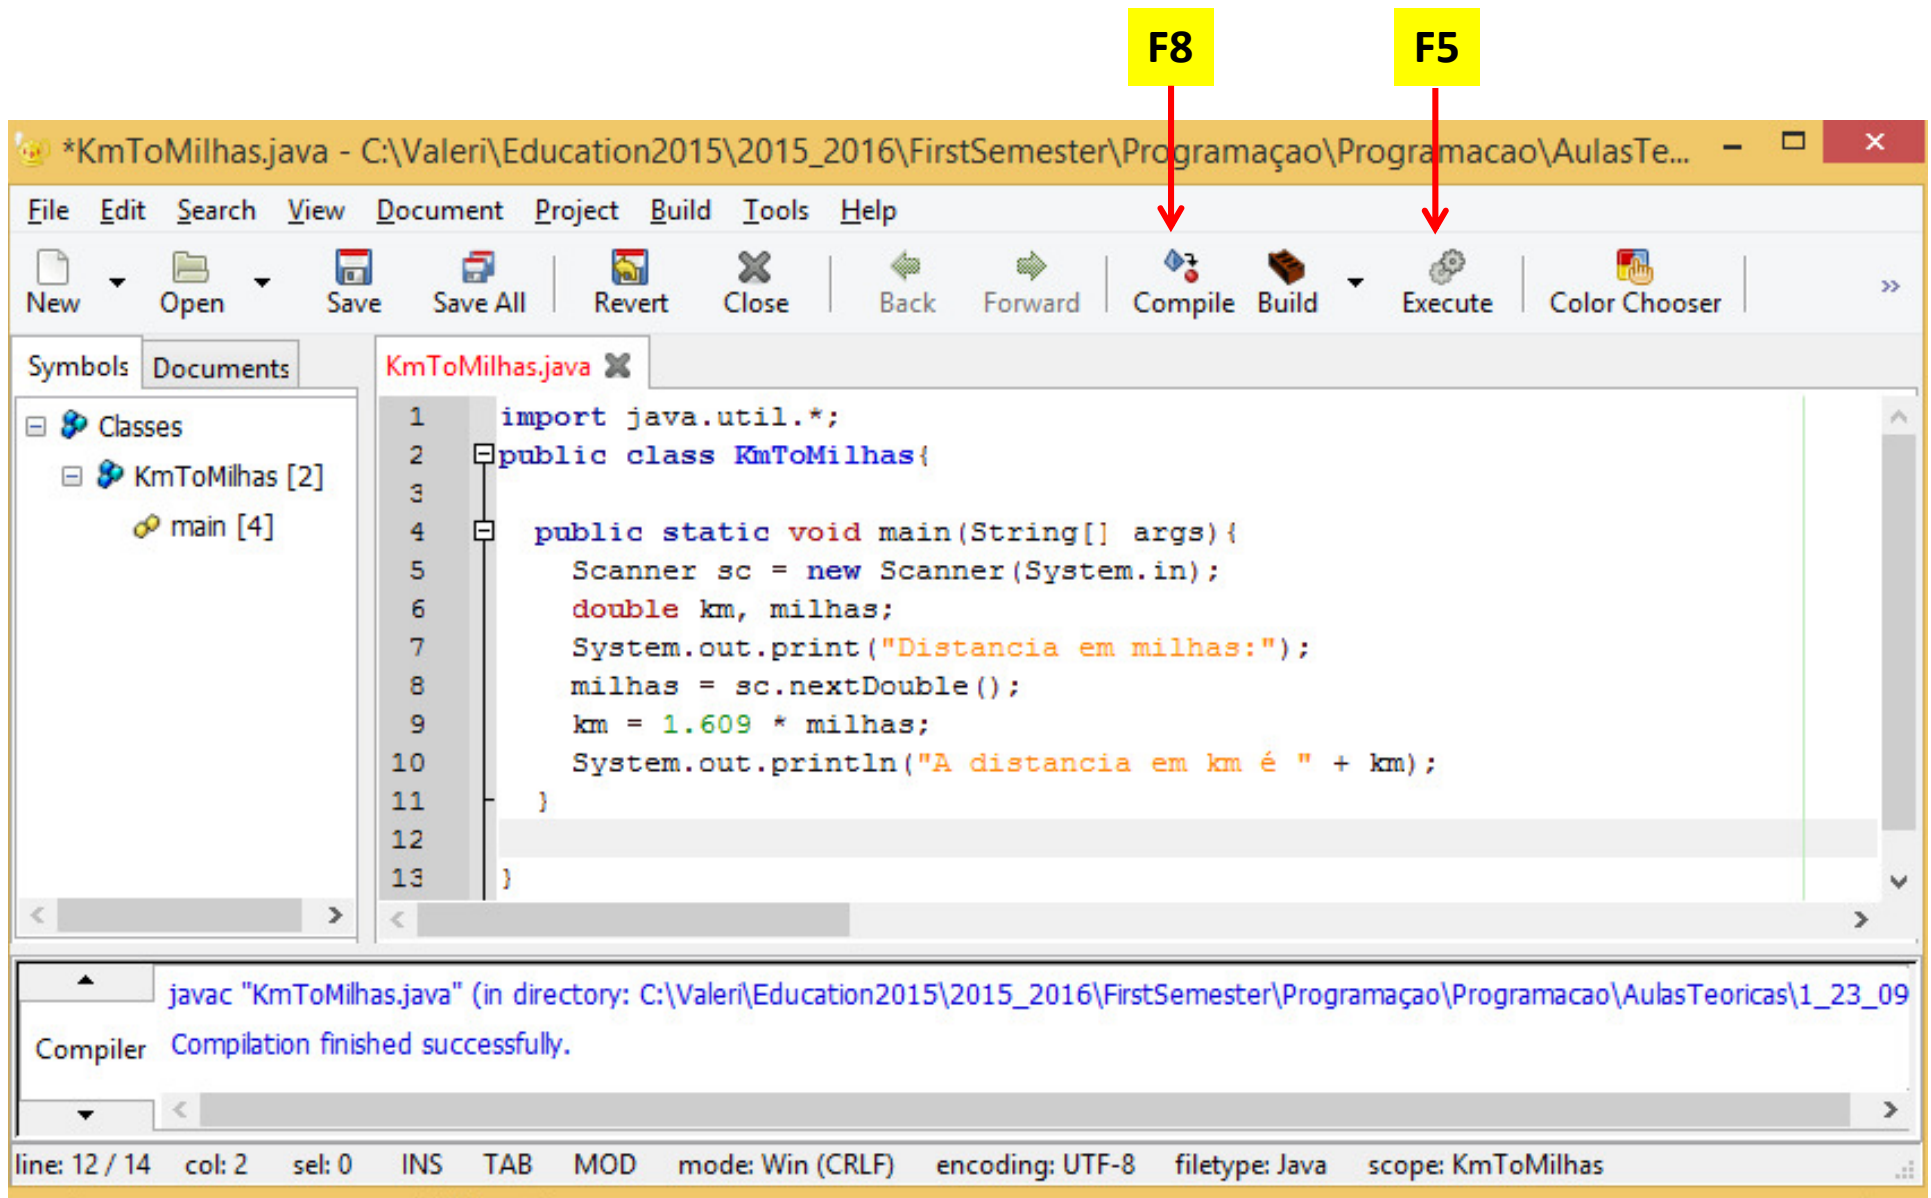 F8 F5
*KmToMilhas.java - C:\Valeri\Education2015\2015_2016\FirstSemester\Programaçao\Programacao\AulasTe...
File Edit Search View Document Project Build Tools Help
New Open Save Save All Revert Close Back Forward Compile Build Execute Color Chooser »
Symbols Documents
Classes
KmToMilhas [2]
main [4]
KmToMilhas.java
1 import java.util.*;
2 public class KmToMilhas{
3
4 public static void main(String[] args){
5 Scanner sc = new Scanner(System.in);
6 double km, milhas;
7 System.out.print("Distancia em milhas:");
8 milhas = sc.nextDouble();
9 km = 1.609 * milhas;
10 System.out.println("A distancia em km é " + km);
11 }
12
13 }
Compiler
javac "KmToMilhas.java" (in directory: C:\Valeri\Education2015\2015_2016\FirstSemester\Programaçao\Programacao\AulasTeoricas\1_23_09
Compilation finished successfully.
line: 12 / 14 col: 2 sel: 0 INS TAB MOD mode: Win (CRLF) encoding: UTF-8 filetype: Java scope: KmToMilhas